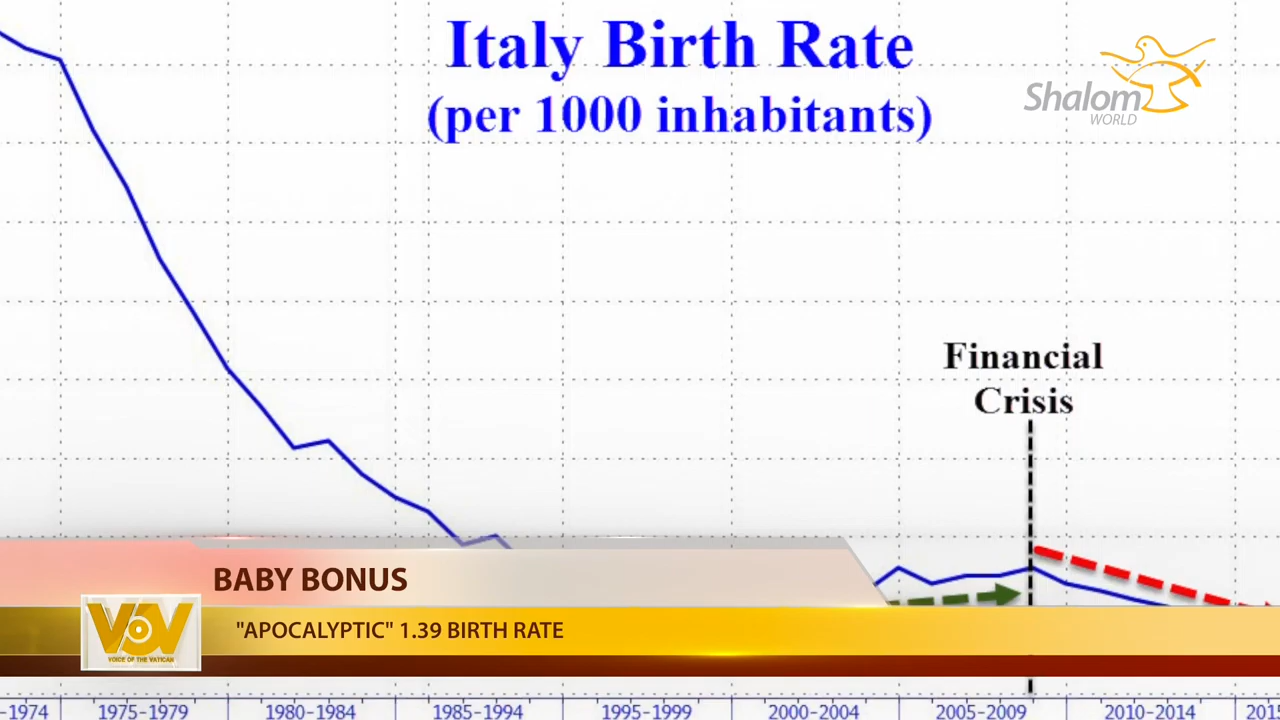 Italy Birth Rate
(per 1000 inhabitants)
Shalom
WORLD
Financial
Crisis
BABY BONUS
"APOCALYPTIC" 1.39 BIRTH RATE
VOV
VOICE OF THE VATICAN
-1974 1975-1979 1980-1984 1985-1994 1995-1999 2000-2004 2005-2009 2010-2014 2015